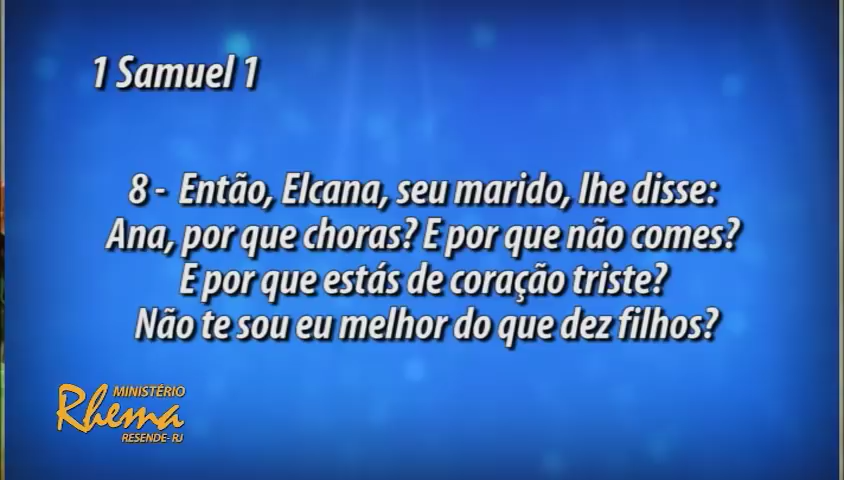 1 Samuel 1
8 - Então, Elcana, seu marido, lhe disse:
Ana, por que choras? E por que não comes?
E por que estás de coração triste?
Não te sou eu melhor do que dez filhos?
MINISTÉRIO
Rhema
RESENDE-RJ